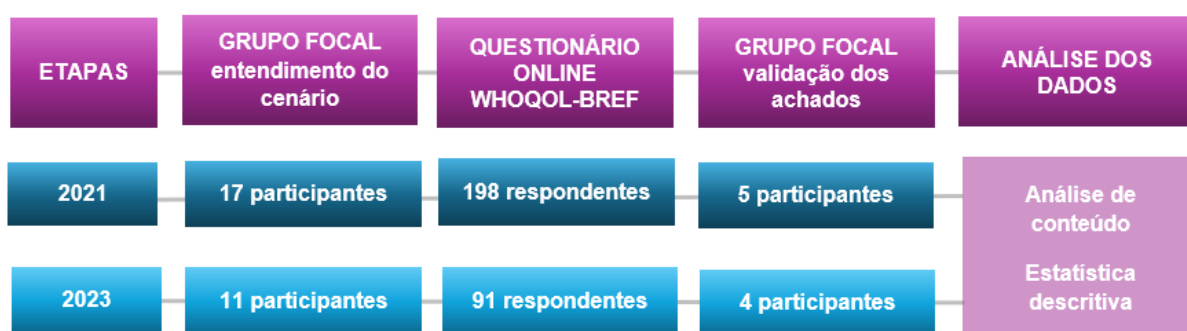 ETAPAS
GRUPO FOCAL
entendimento do
cenário
QUESTIONÁRIO
ONLINE
WHOQOL-BREF
GRUPO FOCAL
validação dos
achados
ANÁLISE DOS
DADOS
2021
17 participantes
198 respondentes
5 participantes
2023
11 participantes
91 respondentes
4 participantes
Análise de
conteúdo
Estatística
descritiva